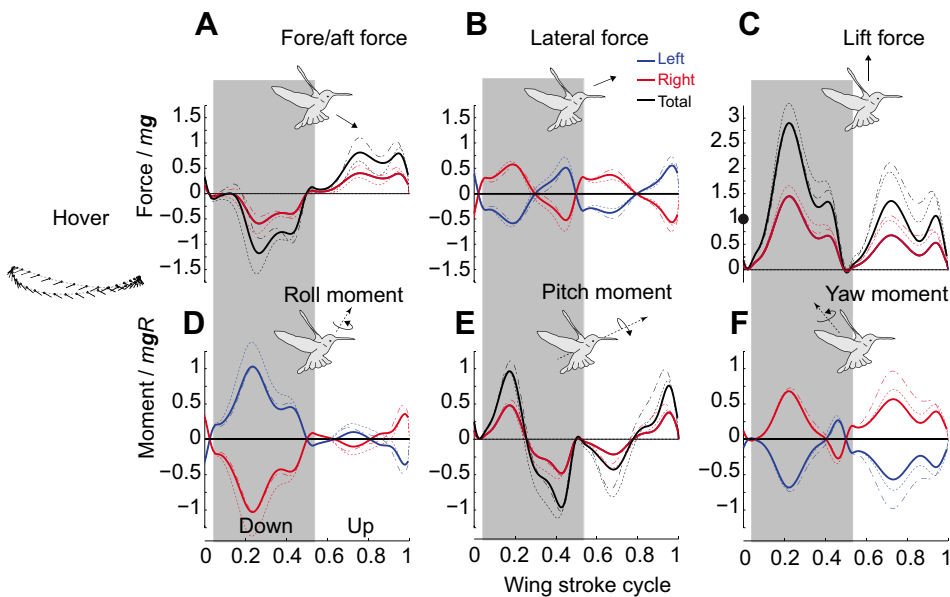 A
Fore/aft force
B
Lateral force
C
Lift force
Left
Right
Total
Force / mg
1.5
1
0.5
0
−0.5
−1
−1.5
1.5
1
0.5
0
−0.5
−1
−1.5
3
2.5
2
1.5
1
0.5
0
Hover
D
Roll moment
E
Pitch moment
F
Yaw moment
Moment / mgR
1
0.5
0
−0.5
−1
1
0.5
0
−0.5
−1
1
0.5
0
−0.5
−1
Down
Up
0 0.2 0.4 0.6 0.8 1
0 0.2 0.4 0.6 0.8 1
0 0.2 0.4 0.6 0.8 1
Wing stroke cycle